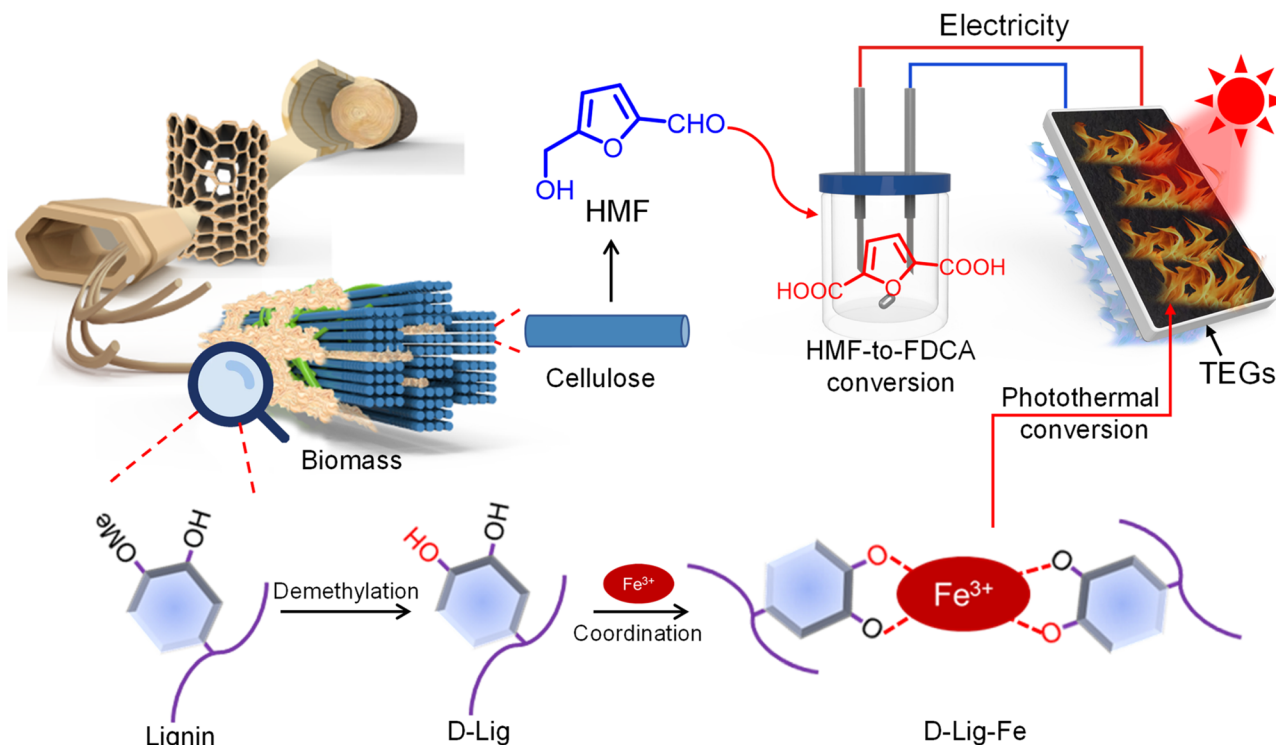 Electricity
CHO
O
OH
HMF
COOH
HOOC
O
HMF-to-FDCA
conversion
TEGs
Cellulose
Photothermal
conversion
Biomass
OMe
HO
OH
HO
Demethylation
Fe³⁺
Coordination
O
O
Fe³⁺
O
O
Lignin
D-Lig
D-Lig-Fe